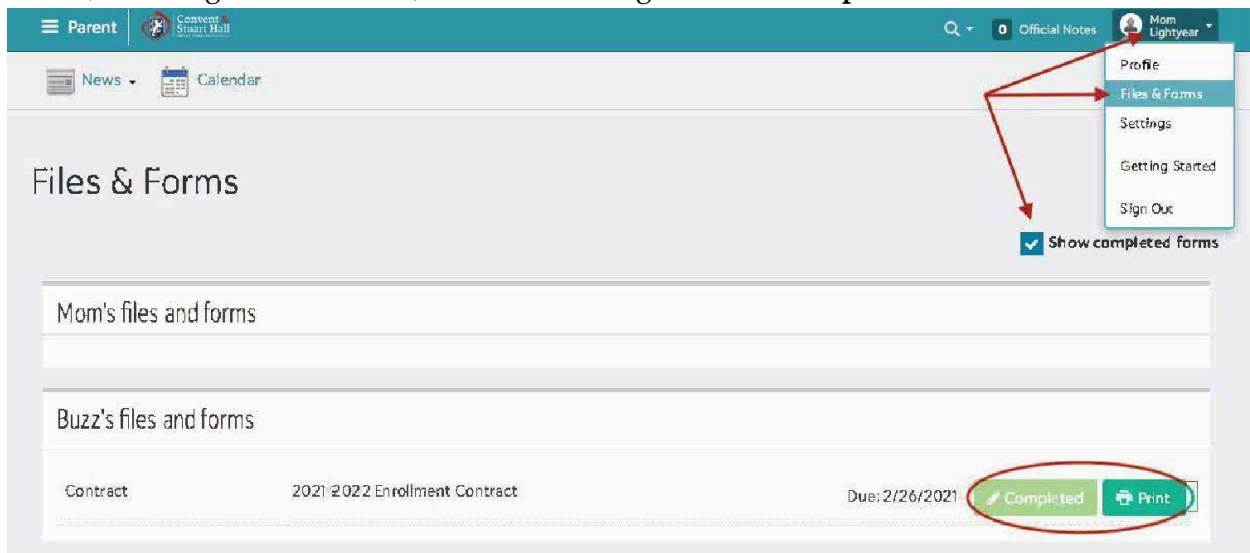 Parent
Convent &
Stuart Hall
0 Official Notes
Mom
Lightyear
News
Calendar
Profile
Files & Forms
Settings
Getting Started
Sign Out
Files & Forms
Show completed forms
Mom's files and forms
Buzz's files and forms
Contract 2021-2022 Enrollment Contract Due: 2/26/2021 Completed Print